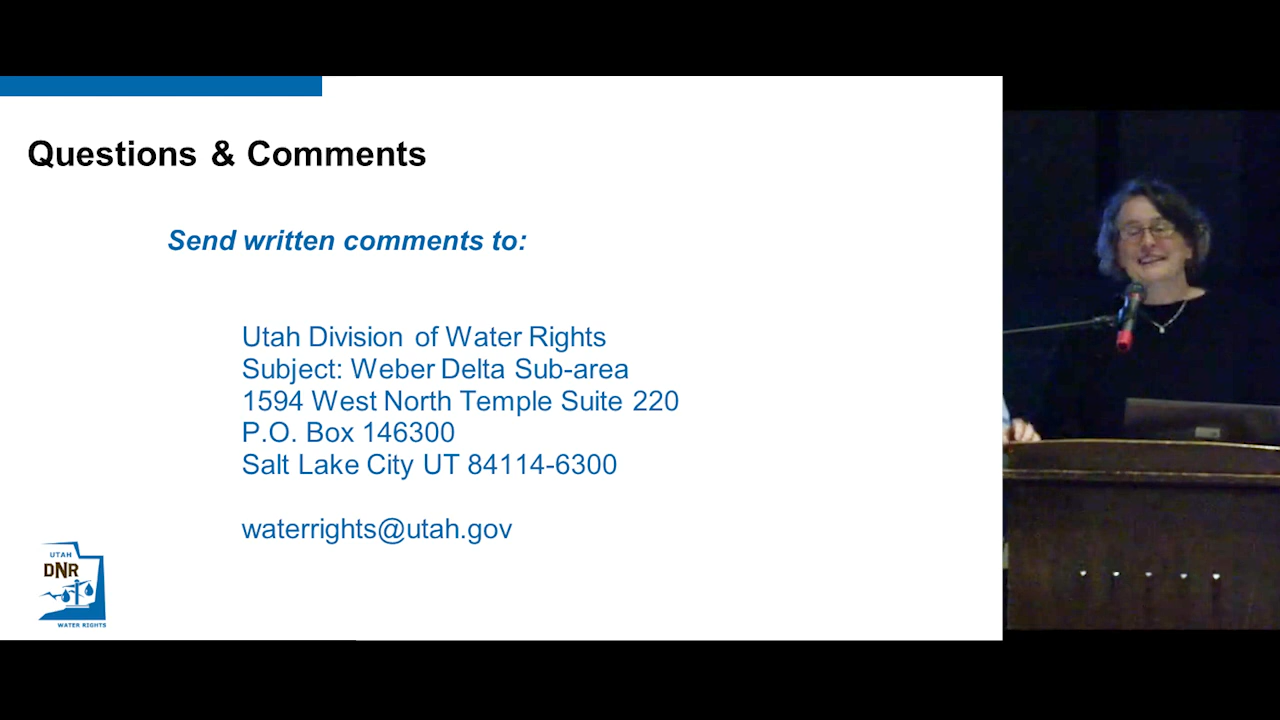 Questions & Comments
Send written comments to:
Utah Division of Water Rights
Subject: Weber Delta Sub-area
1594 West North Temple Suite 220
P.O. Box 146300
Salt Lake City UT 84114-6300
waterrights@utah.gov
UTAH
DNR
WATER RIGHTS